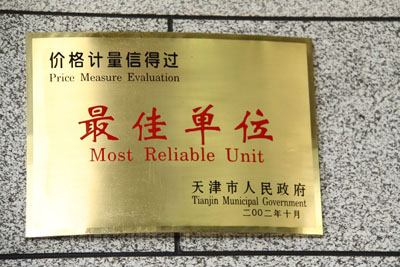 价格计量信得过
Price Measure Evaluation
最佳单位
Most Reliable Unit
天津市人民政府
Tianjin Municipal Government
二〇〇二年十月